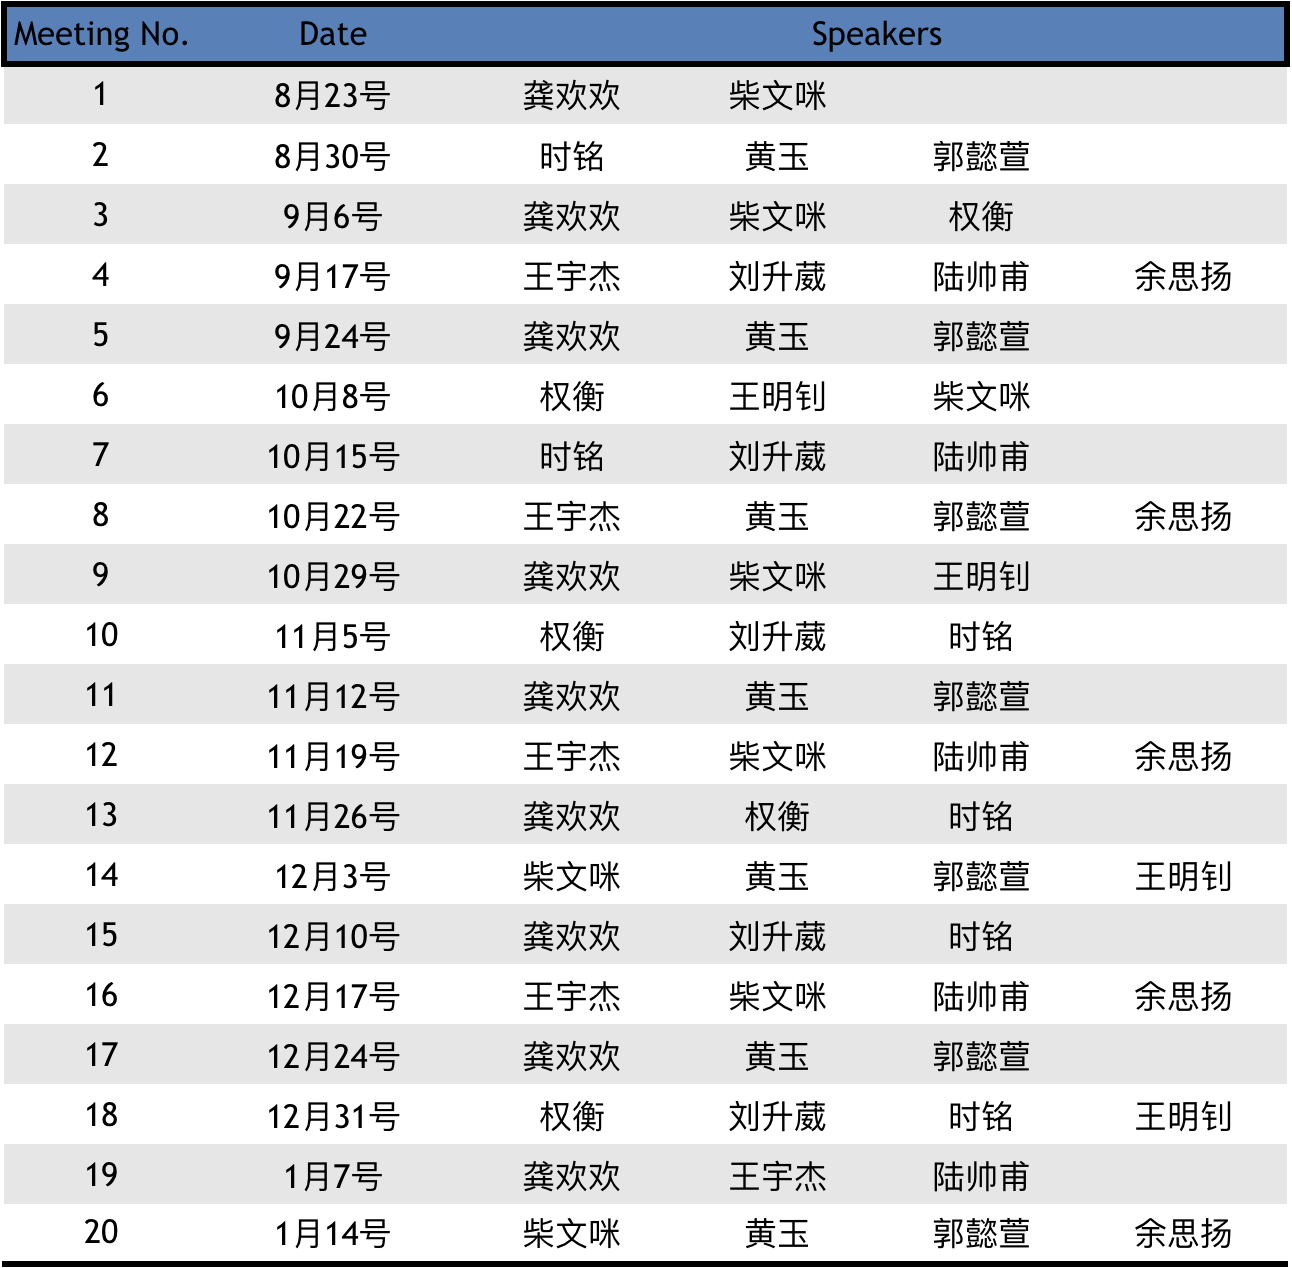 Meeting No. Date Speakers
1 8月23号 龚欢欢 柴文咪
2 8月30号 时铭 黄玉 郭懿萱
3 9月6号 龚欢欢 柴文咪 权衡
4 9月17号 王宇杰 刘升葳 陆帅甫 余思扬
5 9月24号 龚欢欢 黄玉 郭懿萱
6 10月8号 权衡 王明钊 柴文咪
7 10月15号 时铭 刘升葳 陆帅甫
8 10月22号 王宇杰 黄玉 郭懿萱 余思扬
9 10月29号 龚欢欢 柴文咪 王明钊
10 11月5号 权衡 刘升葳 时铭
11 11月12号 龚欢欢 黄玉 郭懿萱
12 11月19号 王宇杰 柴文咪 陆帅甫 余思扬
13 11月26号 龚欢欢 权衡 时铭
14 12月3号 柴文咪 黄玉 郭懿萱 王明钊
15 12月10号 龚欢欢 刘升葳 时铭
16 12月17号 王宇杰 柴文咪 陆帅甫 余思扬
17 12月24号 龚欢欢 黄玉 郭懿萱
18 12月31号 权衡 刘升葳 时铭 王明钊
19 1月7号 龚欢欢 王宇杰 陆帅甫
20 1月14号 柴文咪 黄玉 郭懿萱 余思扬